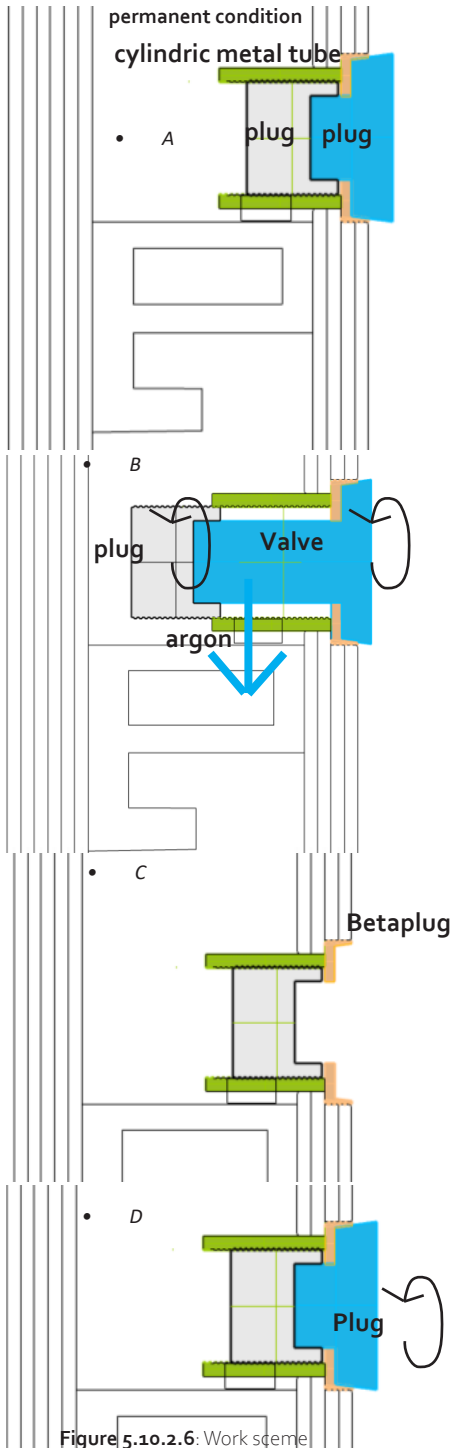 permanent condition
cylindric metal tube
• A
plug plug
• B
plug Valve
argon
• C
Betaplug
• D
Plug
Figure 5.10.2.6: Work sceme